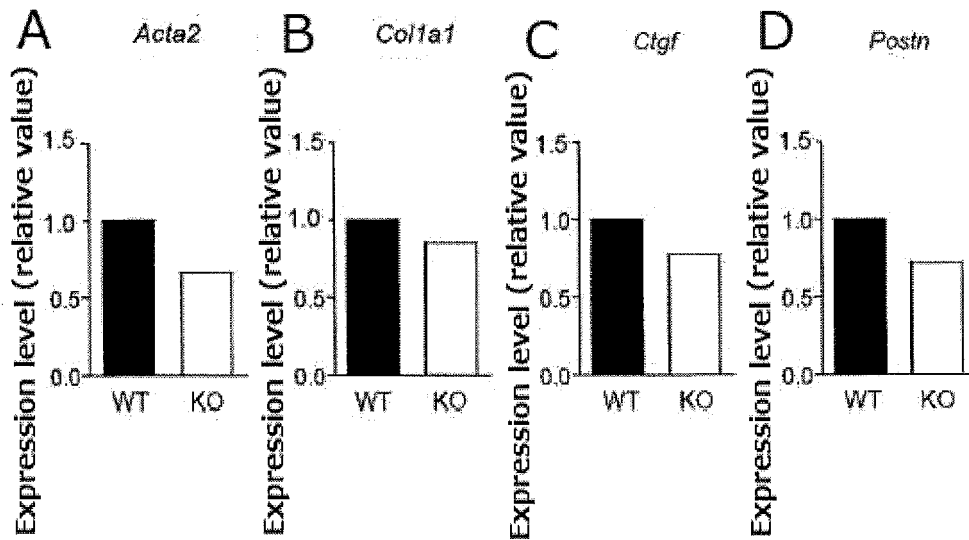 A
Acta2
Expression level (relative value)
1.5
1.0
0.5
0.0
WT
KO
B
Col1a1
Expression level (relative value)
1.5
1.0
0.5
0.0
WT
KO
C
Ctgf
Expression level (relative value)
1.5
1.0
0.5
0.0
WT
KO
D
Postn
Expression level (relative value)
1.5
1.0
0.5
0.0
WT
KO